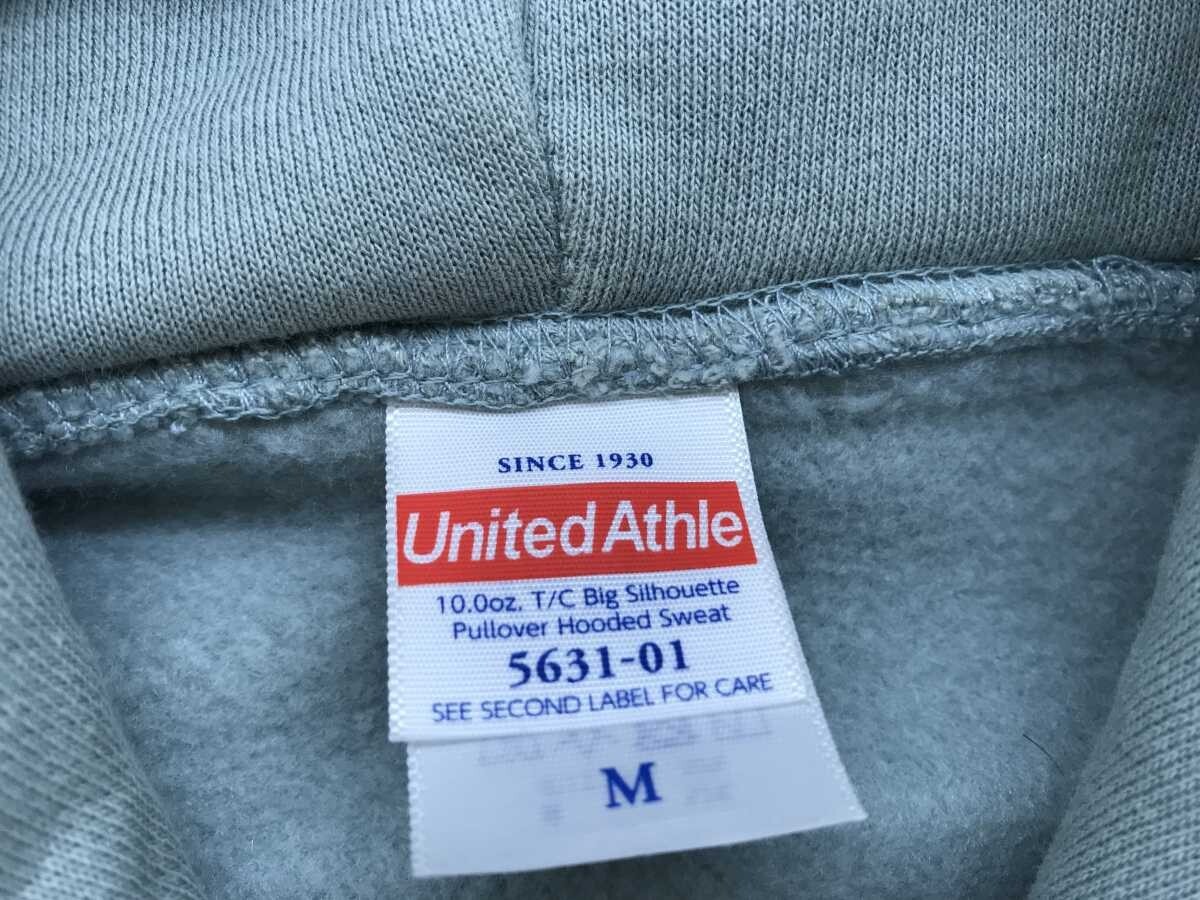 SINCE 1930
United Athle
10.0oz. T/C Big Silhouette
Pullover Hooded Sweat
5631-01
SEE SECOND LABEL FOR CARE
M